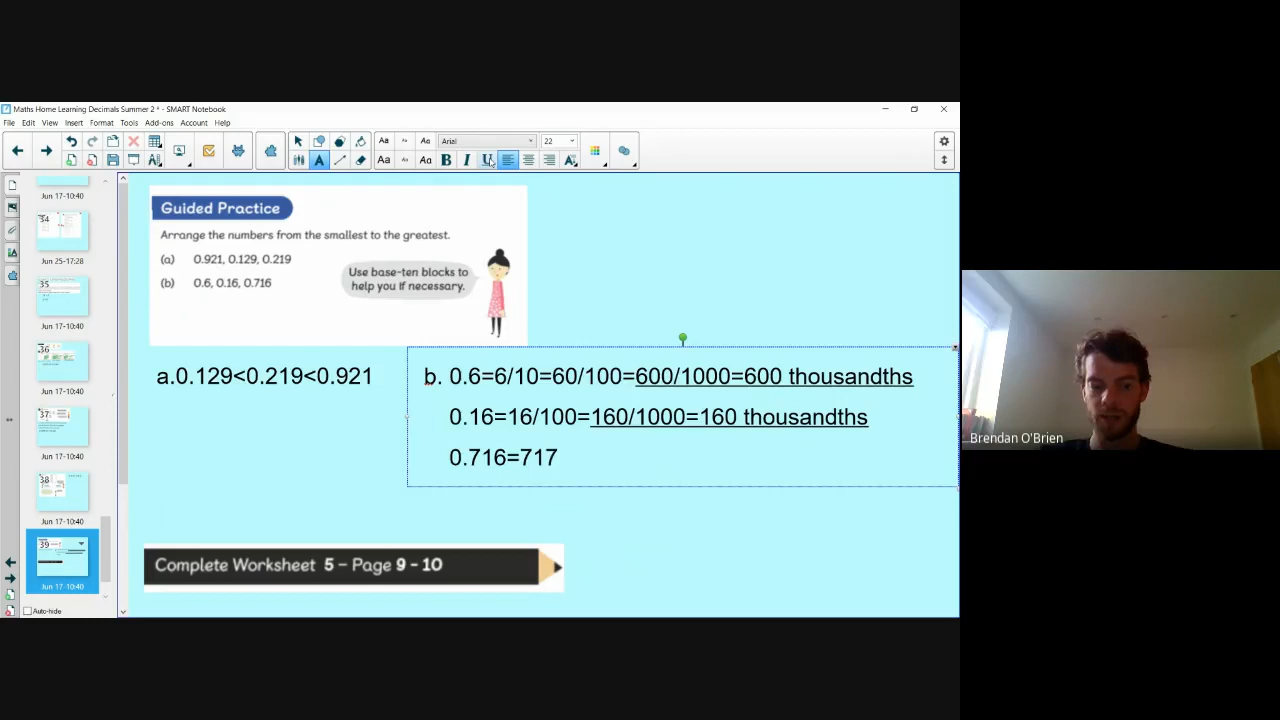 Maths Home Learning Decimals Summer 2 * - SMART Notebook
File Edit View Insert Format Tools Add-ons Account Help
Arial 22
Jun 17-10:40
34
Jun 25-17:28
35
Jun 17-10:40
36
Jun 17-10:40
37
Jun 17-10:40
38
Jun 17-10:40
39
Jun 17-10:40
Auto-hide
Guided Practice
Arrange the numbers from the smallest to the greatest.
(a) 0.921, 0.129, 0.219
(b) 0.6, 0.16, 0.716
Use base-ten blocks to
help you if necessary.
a.0.129<0.219<0.921
b. 0.6=6/10=60/100=600/1000=600 thousandths
0.16=16/100=160/1000=160 thousandths
0.716=717
Complete Worksheet 5 – Page 9 - 10
Brendan O'Brien